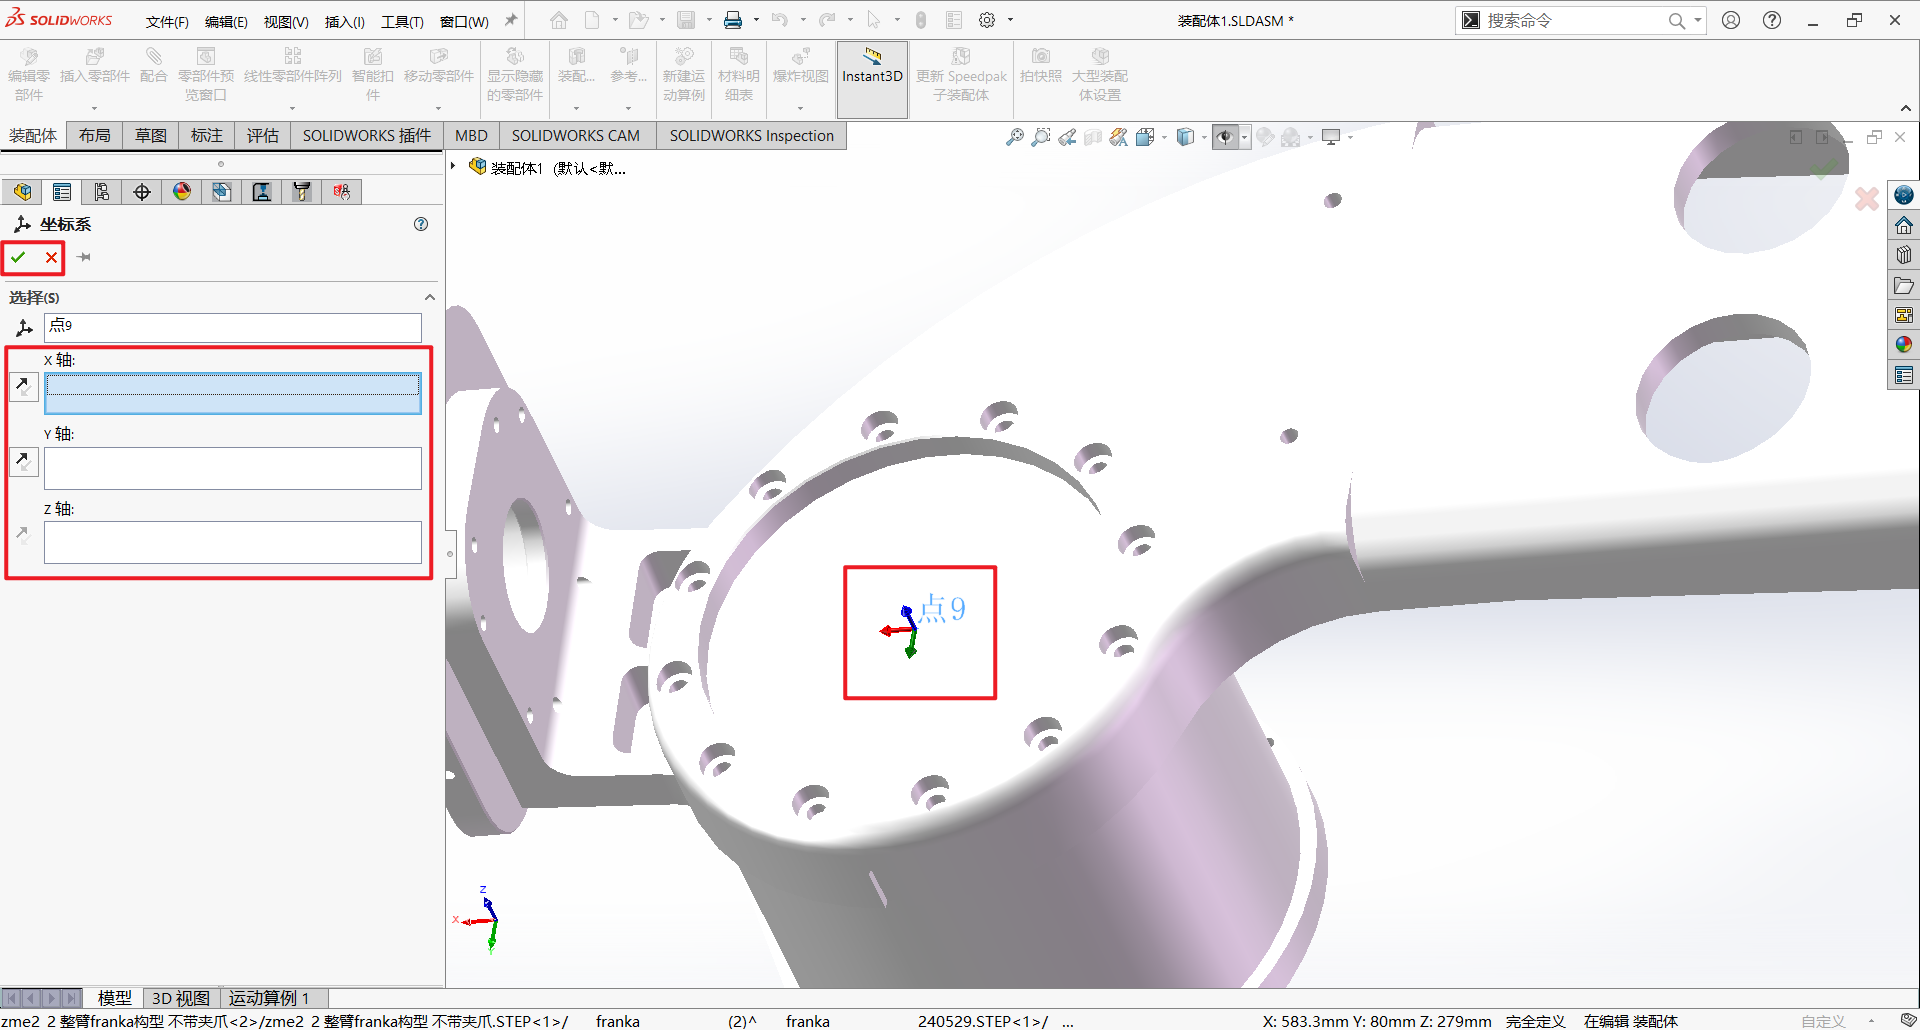 SOLIDWORKS 文件(F) 编辑(E) 视图(V) 插入(I) 工具(T) 窗口(W) 装配体1.SLDASM * 搜索命令
编辑零部件 插入零部件 配合 零部件预览窗口 线性零部件阵列 智能扣件 移动零部件 显示隐藏的零部件 装配... 参考... 新建运动算例 材料明细表 爆炸视图 Instant3D 更新 Speedpak 子装配体 拍快照 大型装配体设置
装配体 布局 草图 标注 评估 SOLIDWORKS 插件 MBD SOLIDWORKS CAM SOLIDWORKS Inspection
装配体1 (默认<默...
坐标系
选择(S)
点9
X 轴:
Y 轴:
Z 轴:
点9
Z
X
Y
模型 3D 视图 运动算例 1
zme2 2 整臂franka构型 不带夹爪<2>/zme2 2 整臂franka构型 不带夹爪.STEP<1>/ franka (2)^ franka 240529.STEP<1>/ ... X: 583.3mm Y: 80mm Z: 279mm 完全定义 在编辑 装配体 自定义